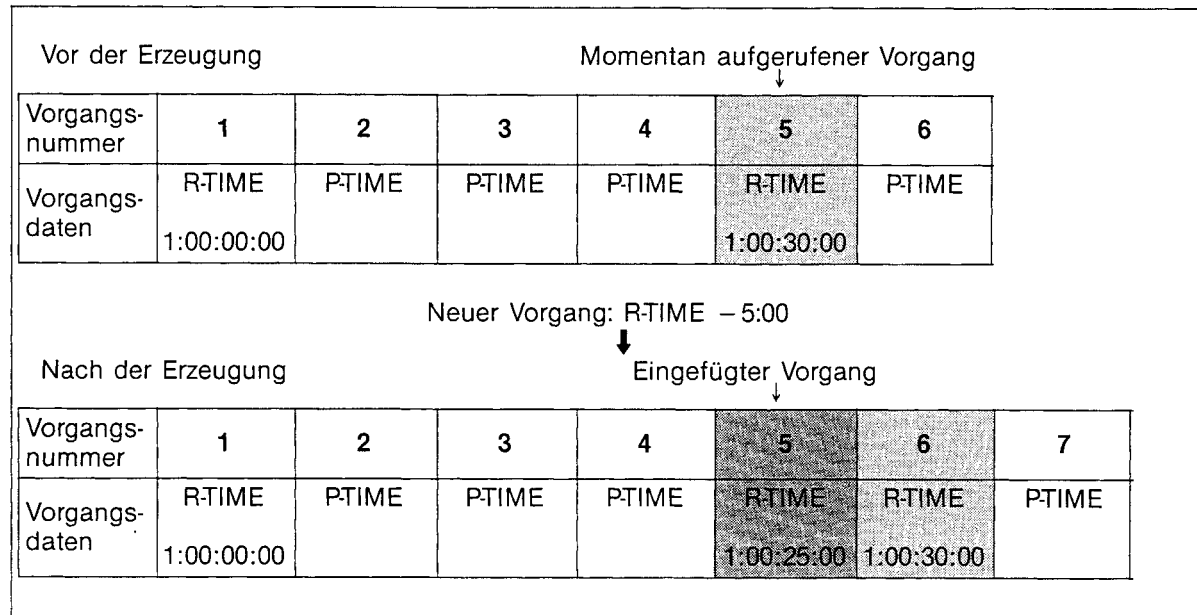 Vor der Erzeugung Momentan aufgerufener Vorgang
↓
Vorgangs-
nummer 1 2 3 4 5 6
Vorgangs-
daten R-TIME P-TIME P-TIME P-TIME R-TIME P-TIME
1:00:00:00 1:00:30:00
Neuer Vorgang: R-TIME – 5:00
Nach der Erzeugung Eingefügter Vorgang
Vorgangs-
nummer 1 2 3 4 5 6 7
Vorgangs-
daten R-TIME P-TIME P-TIME P-TIME R-TIME R-TIME P-TIME
1:00:00:00 1:00:25:00 1:00:30:00